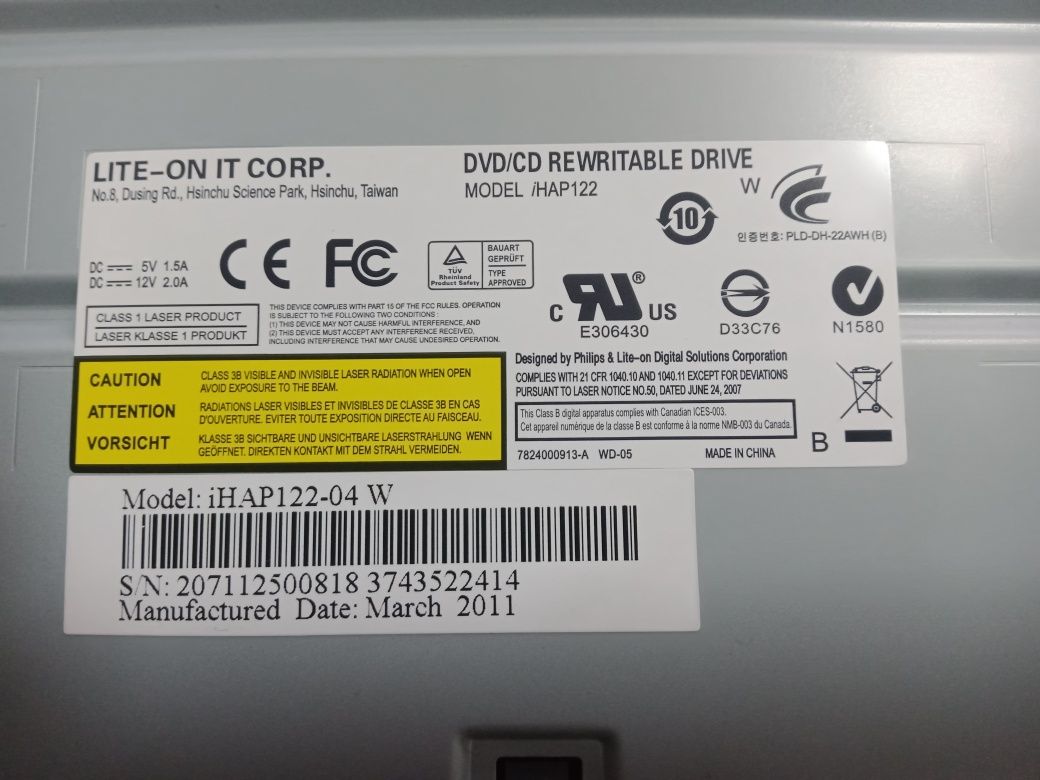 LITE-ON IT CORP.
No.8, Dusing Rd., Hsinchu Science Park, Hsinchu, Taiwan
DVD/CD REWRITABLE DRIVE
MODEL iHAP122
W
10
인증번호: PLD-DH-22AWH (B)
DC 5V 1.5A
DC 12V 2.0A
CE
FC
TÜV
Rheinland
Product Safety
BAUART
GEPRÜFT
TYPE
APPROVED
C RU ® US
E306430
D33C76
N1580
CLASS 1 LASER PRODUCT
LASER KLASSE 1 PRODUKT
THIS DEVICE COMPLIES WITH PART 15 OF THE FCC RULES. OPERATION
IS SUBJECT TO THE FOLLOWING TWO CONDITIONS :
(1) THIS DEVICE MAY NOT CAUSE HARMFUL INTERFERENCE, AND
(2) THIS DEVICE MUST ACCEPT ANY INTERFERENCE RECEIVED,
INCLUDING INTERFERENCE THAT MAY CAUSE UNDESIRED OPERATION.
CAUTION CLASS 3B VISIBLE AND INVISIBLE LASER RADIATION WHEN OPEN
AVOID EXPOSURE TO THE BEAM.
ATTENTION RADIATIONS LASER VISIBLES ET INVISIBLES DE CLASSE 3B EN CAS
D'OUVERTURE. EVITER TOUTE EXPOSITION DIRECTE AU FAISCEAU.
VORSICHT KLASSE 3B SICHTBARE UND UNSICHTBARE LASERSTRAHLUNG WENN
GEÖFFNET. DIREKTEN KONTAKT MIT DEM STRAHL VERMEIDEN.
Designed by Philips & Lite-on Digital Solutions Corporation
COMPLIES WITH 21 CFR 1040.10 AND 1040.11 EXCEPT FOR DEVIATIONS
PURSUANT TO LASER NOTICE NO.50, DATED JUNE 24, 2007
This Class B digital apparatus complies with Canadian ICES-003.
Cet appareil numérique de la classe B est conforme à la norme NMB-003 du Canada.
B
7824000913-A WD-05 MADE IN CHINA
Model: iHAP122-04 W
S/N: 207112500818 3743522414
Manufactured Date: March 2011